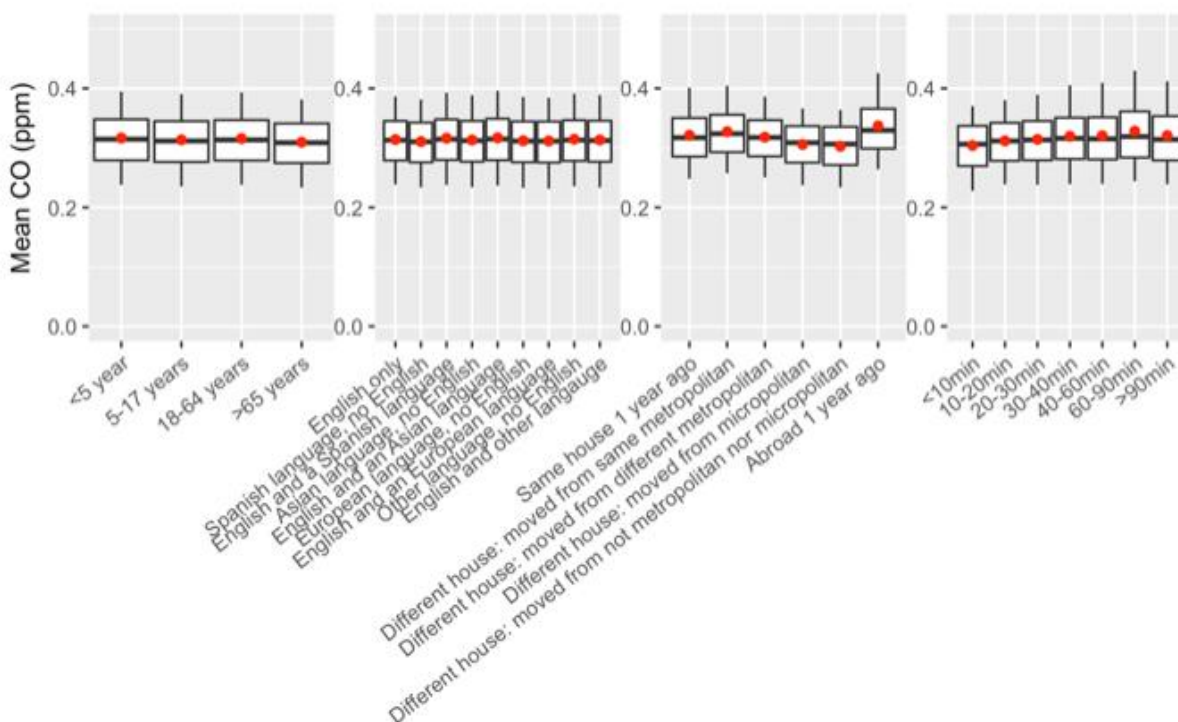 Mean CO (ppm)
0.4
0.2
0.0
<5 year
5-17 years
18-64 years
>65 years
0.4
0.2
0.0
English only
Spanish language, no English
English and a Spanish language
Asian language, no English
English and an Asian language
European language, no English
English and an European language
Other language, no English
English and other langauge
0.4
0.2
0.0
Same house 1 year ago
Different house: moved from same metropolitan
Different house: moved from different metropolitan
Different house: moved from micropolitan
Different house: moved from not metropolitan nor micropolitan
Abroad 1 year ago
0.4
0.2
0.0
<10min
10-20min
20-30min
30-40min
40-60min
60-90min
>90min